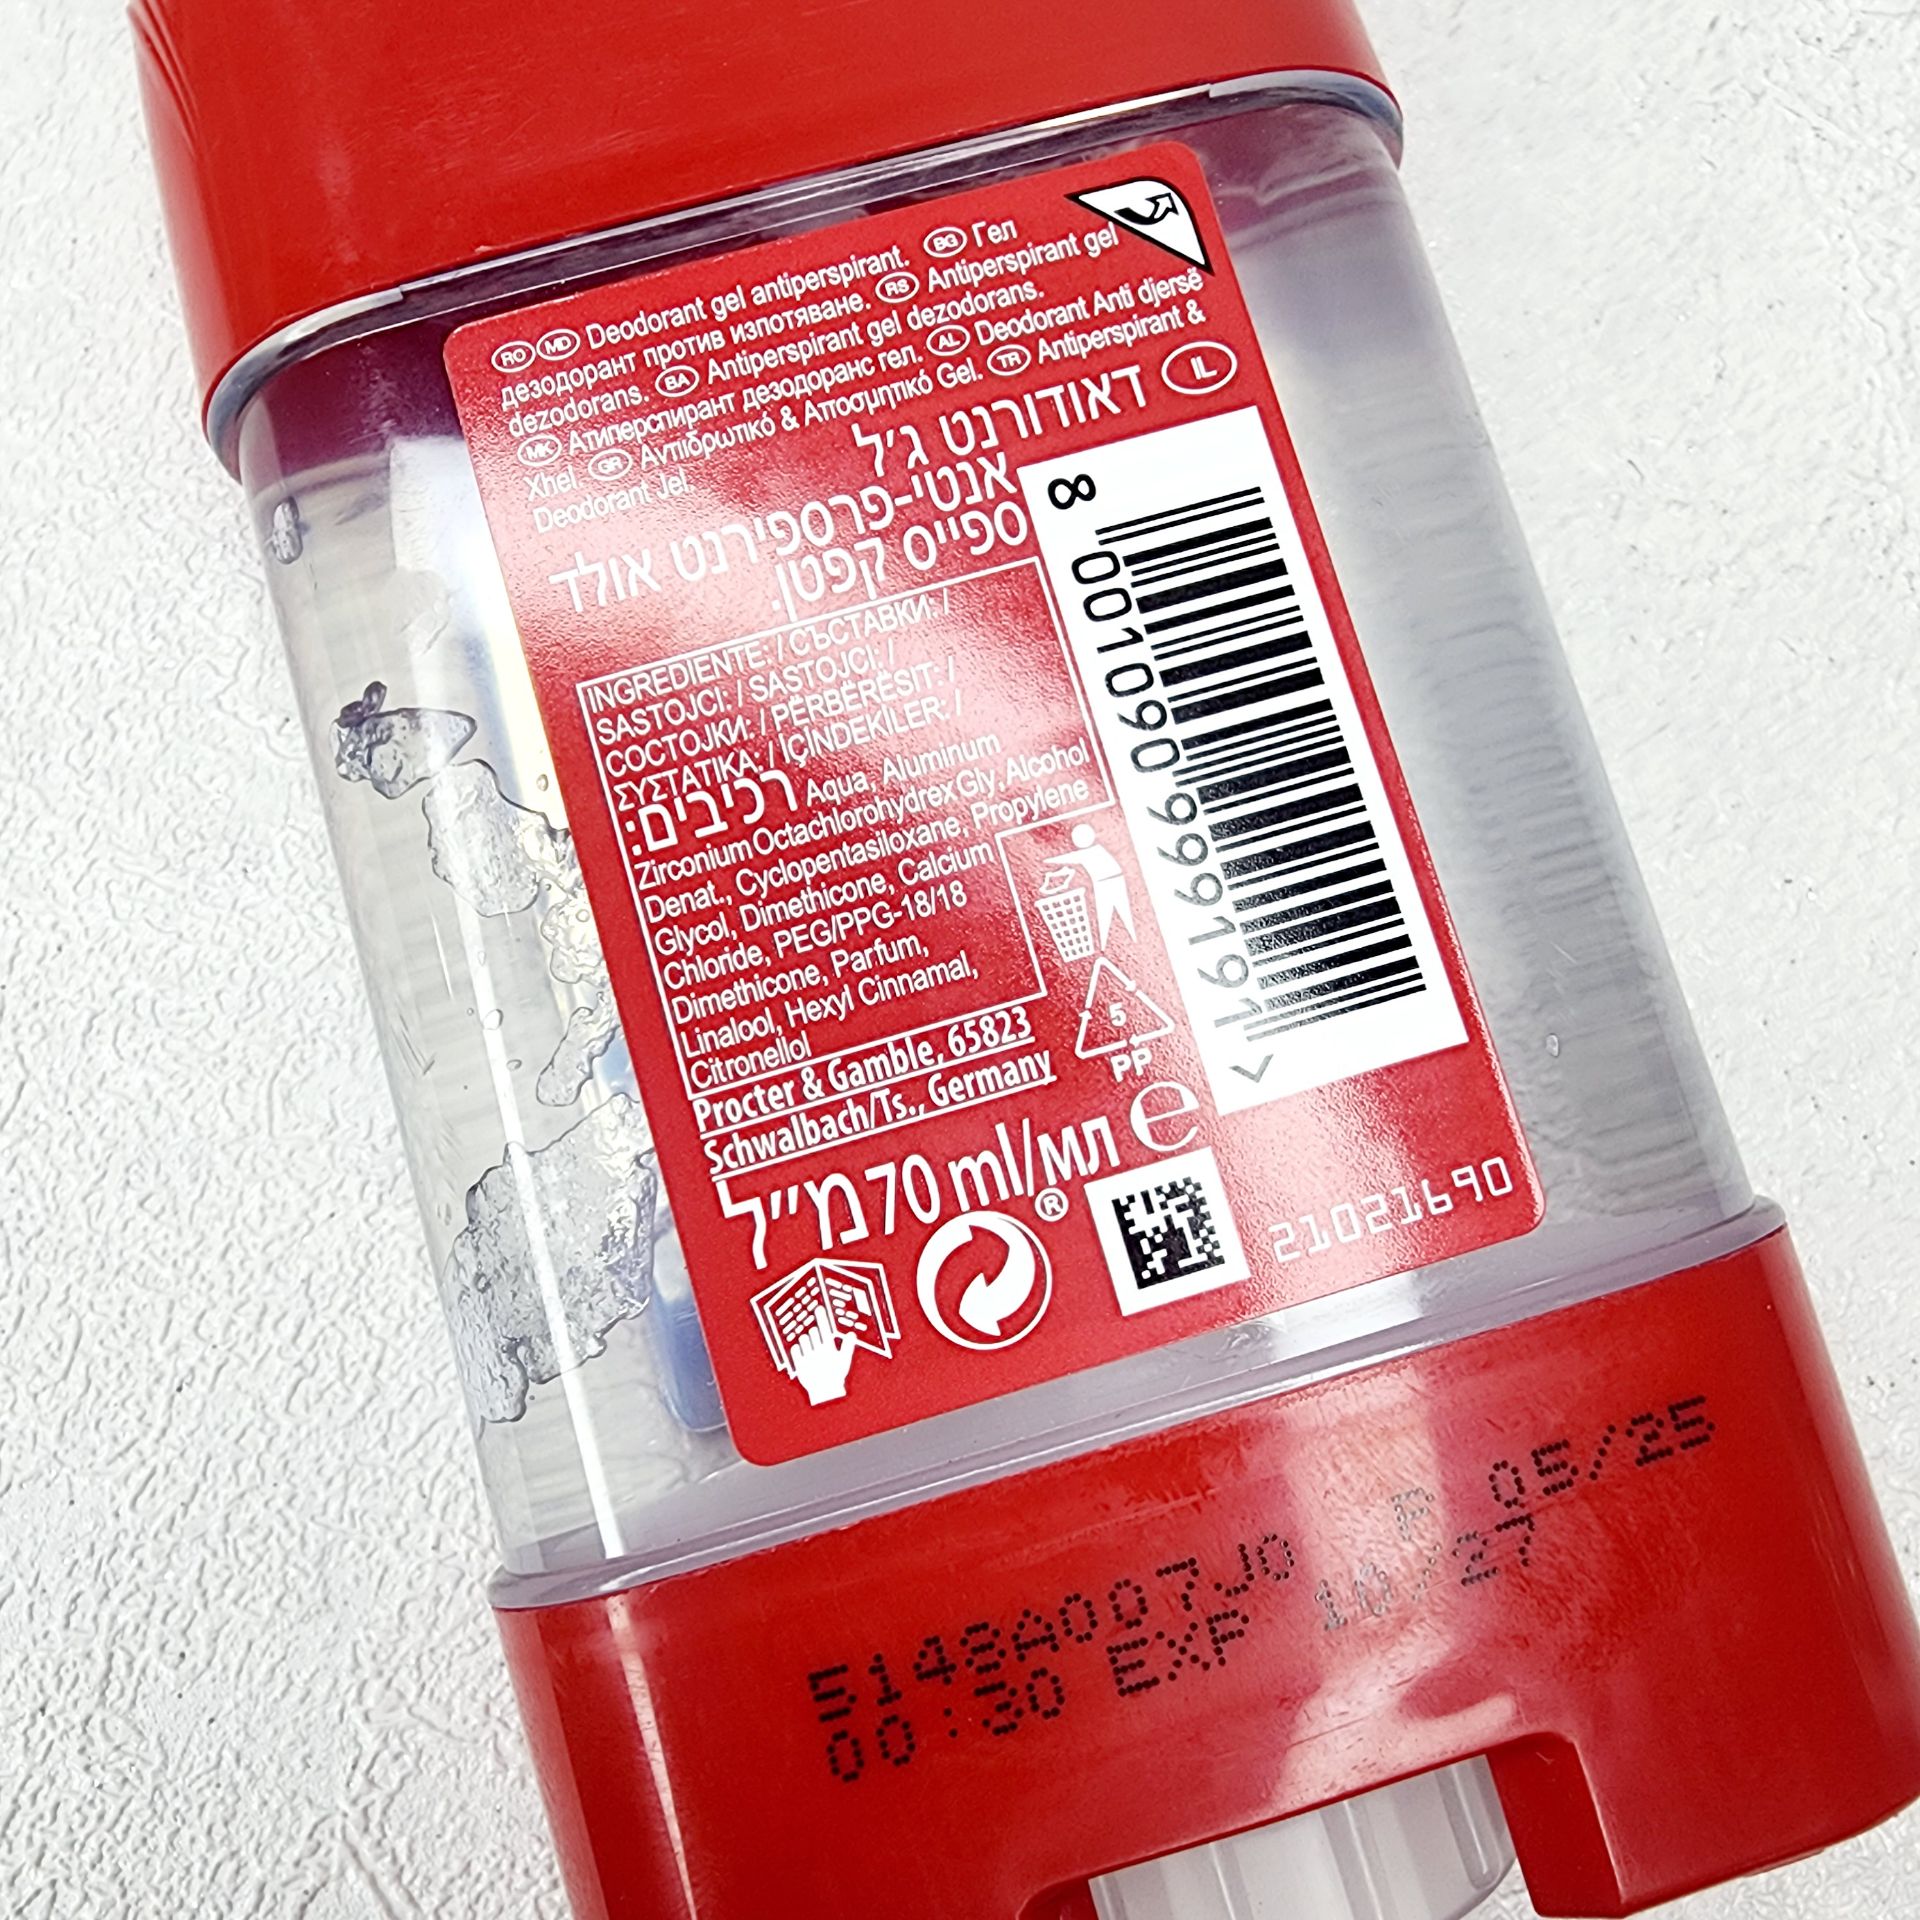 RO MD Deodorant gel antiperspirant. BG Гел
дезодорант против изпотяване. RS Antiperspirant gel
dezodorans. BA Antiperspirant gel dezodorans.
MK Атиперспирант дезодоранс гел. AL Deodorant Anti djersë
Xhel. GR Αντιιδρωτικό & Αποσμητικό Gel. TR Antiperspirant &
Deodorant Jel.
IL דאודורנט ג׳ל
אנטי-פרספירנט אולד
ספייס קפטן.
INGREDIENTE: / СЪСТАВКИ: /
SASTOJCI: / SASTOJCI: /
СОСТОЈКИ: / PËRBËRËSIT: /
ΣΥΣΤΑΤΙΚΑ: / İÇİNDEKİLER: /
רכיבים: Aqua, Aluminum
Zirconium Octachlorohydrex Gly, Alcohol
Denat., Cyclopentasiloxane, Propylene
Glycol, Dimethicone, Calcium
Chloride, PEG/PPG-18/18
Dimethicone, Parfum,
Linalool, Hexyl Cinnamal,
Citronellol
Procter & Gamble, 65823
Schwalbach/Ts., Germany
מ״ל 70 ml/мл e
®
5
PP
8 001090 999191 >
21021690
5148A007J0 P 05/25
00:30 EXP 10/27